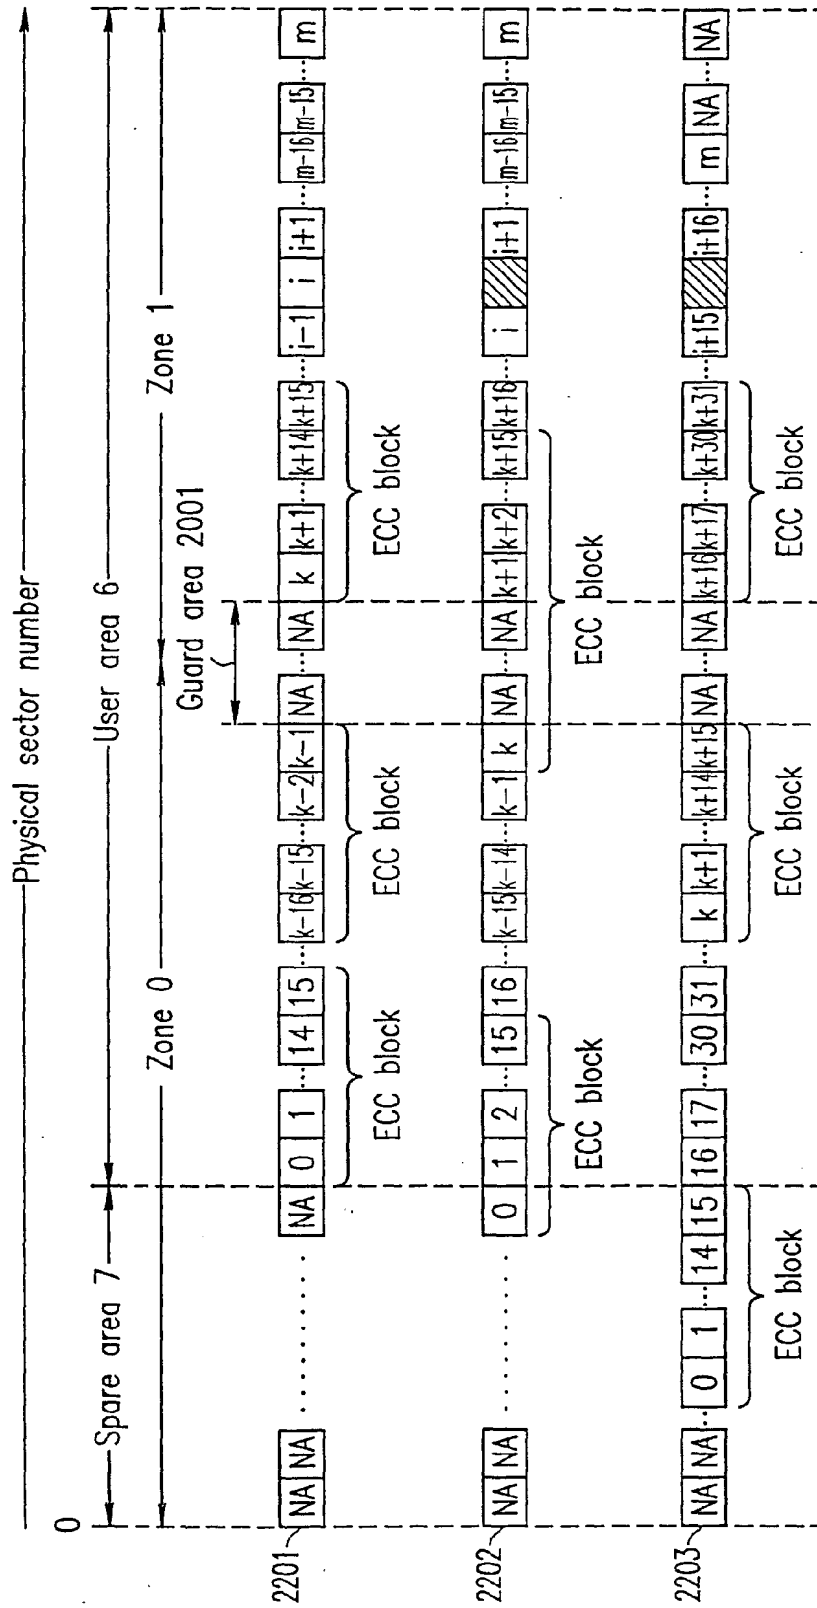 Physical sector number
0
Spare area 7
User area 6
Zone 0
Zone 1
Guard area 2001
2201
NA NA ........ NA 0 1 ... 14 15 ... k-16 k-15 ... k-2 k-1 NA ... NA k k+1 ... k+14 k+15 ... i-1 i i+1 ... m-16 m-15 ... m
ECC block
ECC block
ECC block
2202
NA NA ........ 0 1 2 ... 15 16 ... k-15 k-14 ... k-1 k NA ... NA k+1 k+2 ... k+15 k+16 ... i i+1 ... m-16 m-15 ... m
ECC block
ECC block
2203
NA NA ... 0 1 ... 14 15 16 17 ... 30 31 ... k k+1 ... k+14 k+15 NA ... NA k+16 k+17 ... k+30 k+31 ... i+15 i+16 ... m NA ... NA
ECC block
ECC block
ECC block